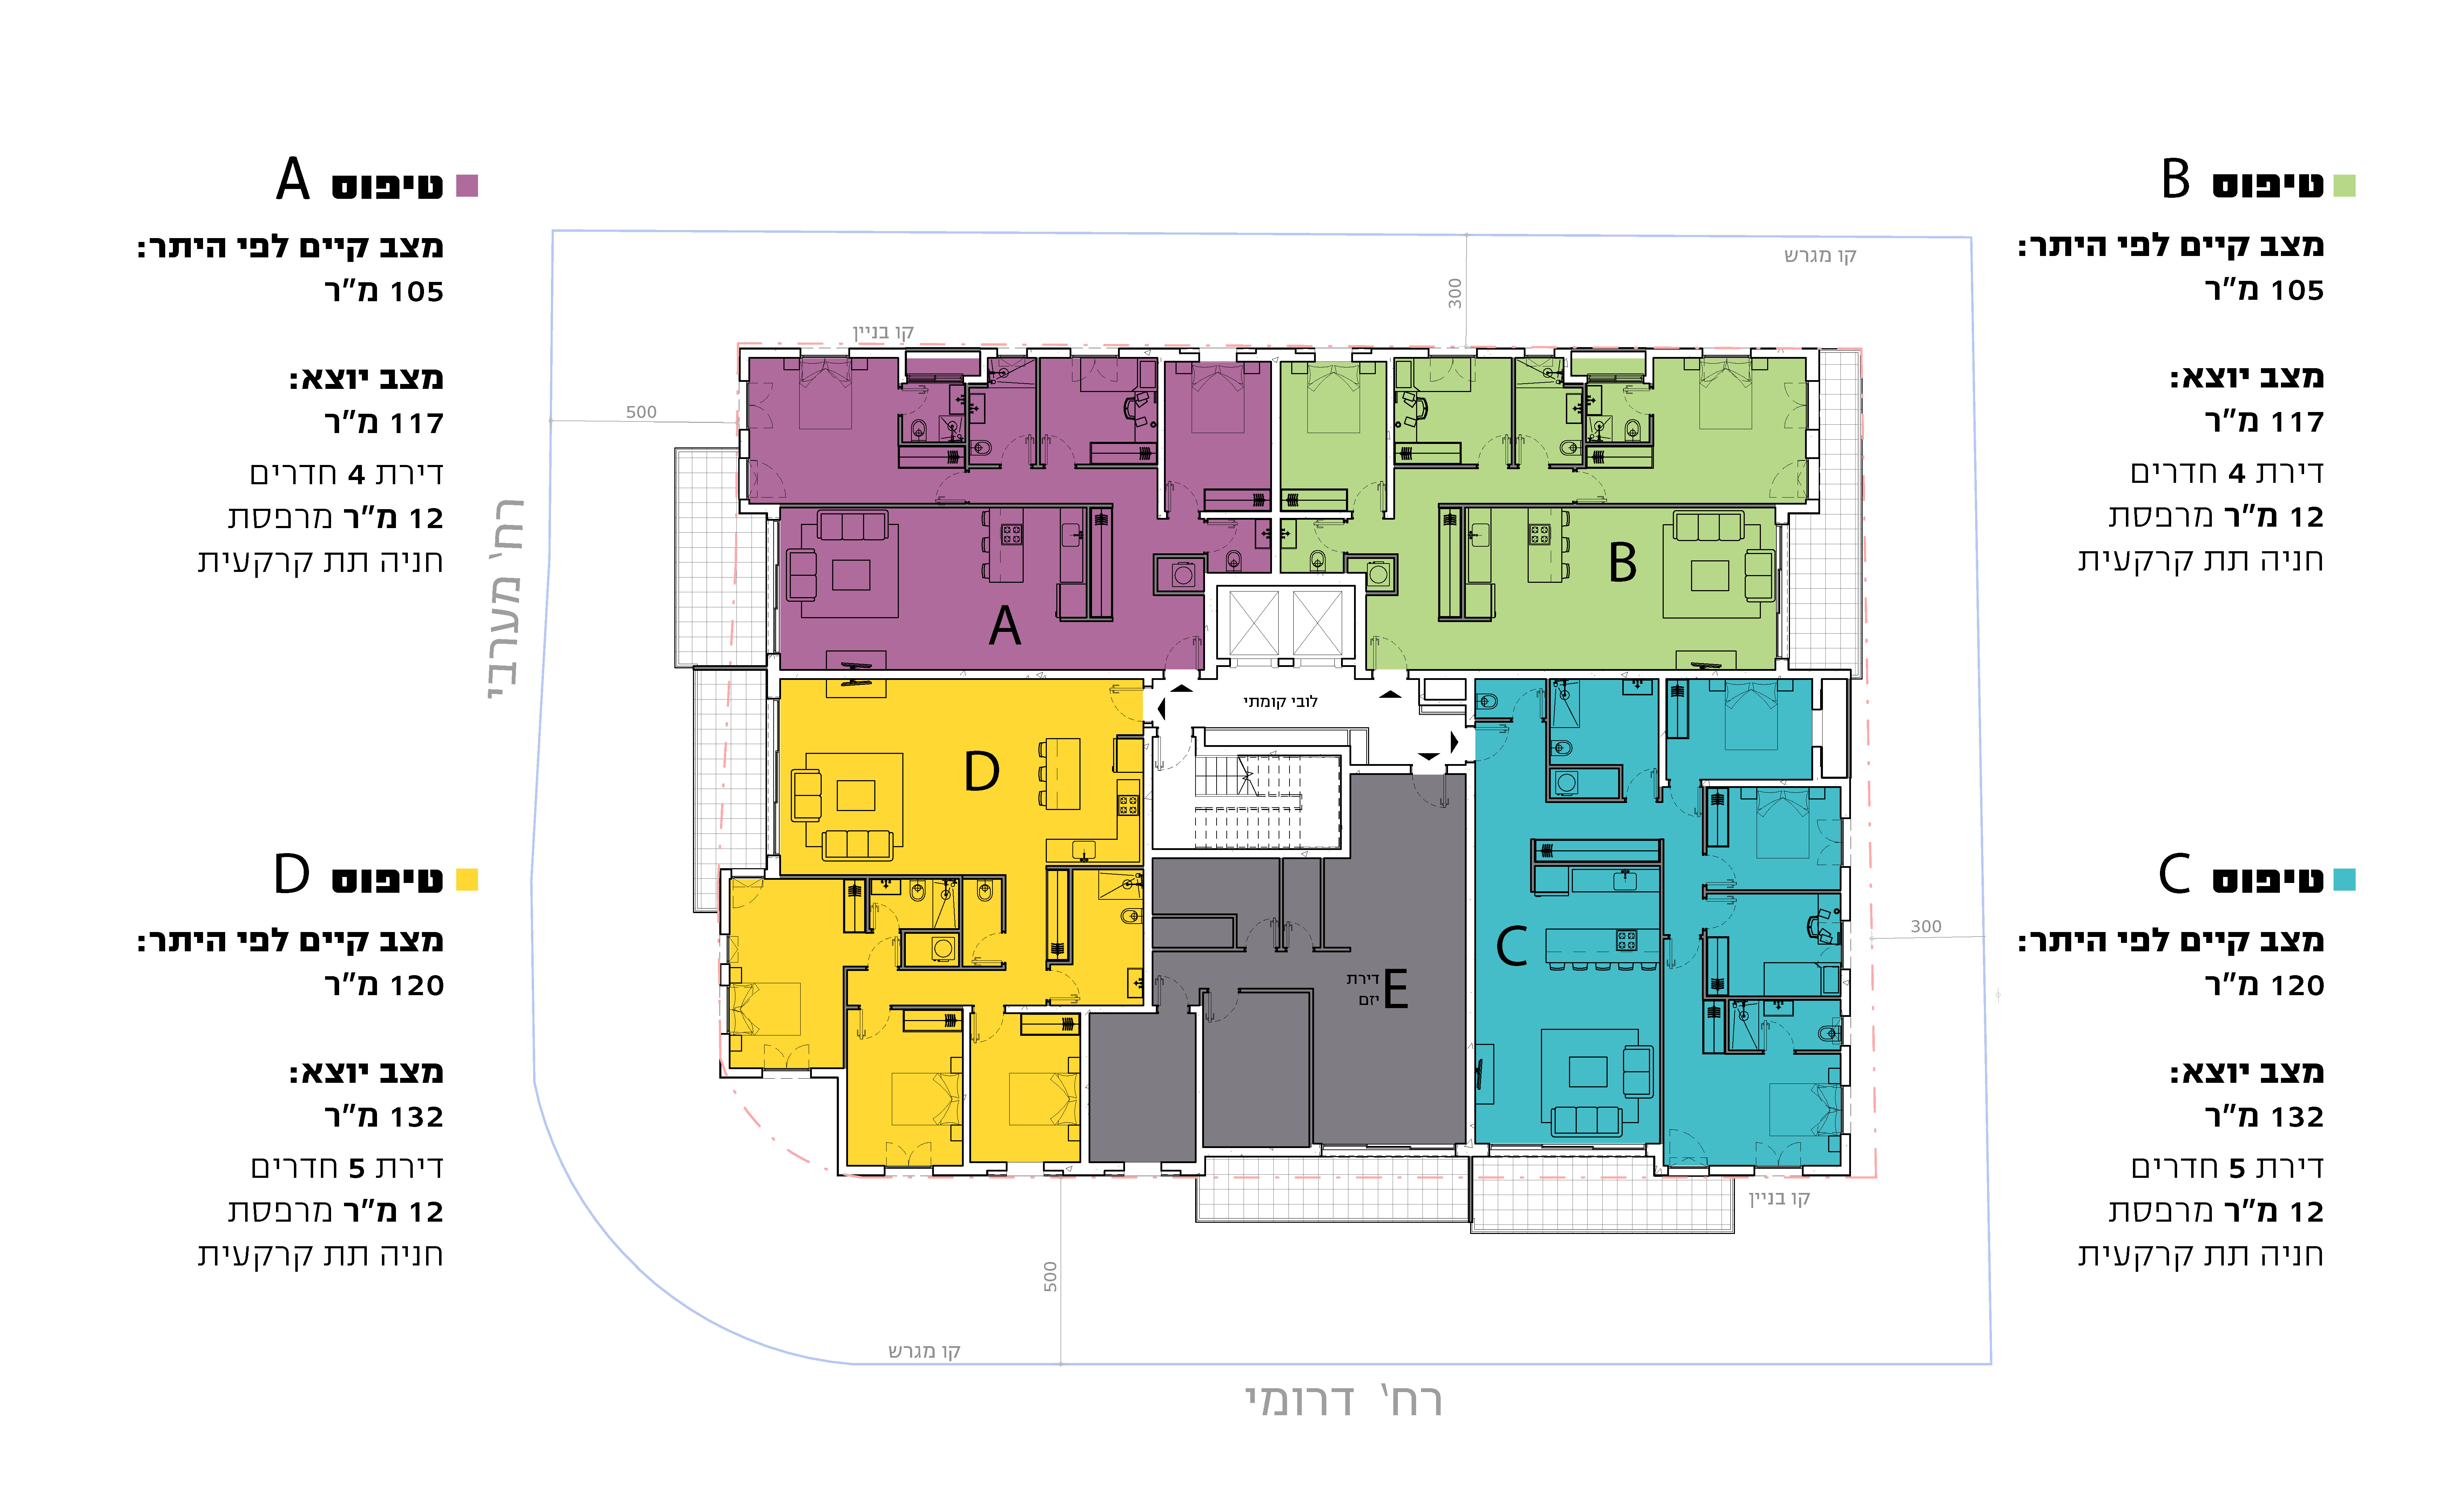 טיפוס A
מצב קיים לפי היתר:
105 מ"ר
מצב יוצא:
117 מ"ר
דירת 4 חדרים
12 מ"ר מרפסת
חניה תת קרקעית
טיפוס B
מצב קיים לפי היתר:
105 מ"ר
מצב יוצא:
117 מ"ר
דירת 4 חדרים
12 מ"ר מרפסת
חניה תת קרקעית
קו מגרש
300
קו בניין
500
רח' מערבי
A
B
לובי קומתי
D
C
E
דירת
יזם
300
קו בניין
500
קו מגרש
רח' דרומי
טיפוס D
מצב קיים לפי היתר:
120 מ"ר
מצב יוצא:
132 מ"ר
דירת 5 חדרים
12 מ"ר מרפסת
חניה תת קרקעית
טיפוס C
מצב קיים לפי היתר:
120 מ"ר
מצב יוצא:
132 מ"ר
דירת 5 חדרים
12 מ"ר מרפסת
חניה תת קרקעית